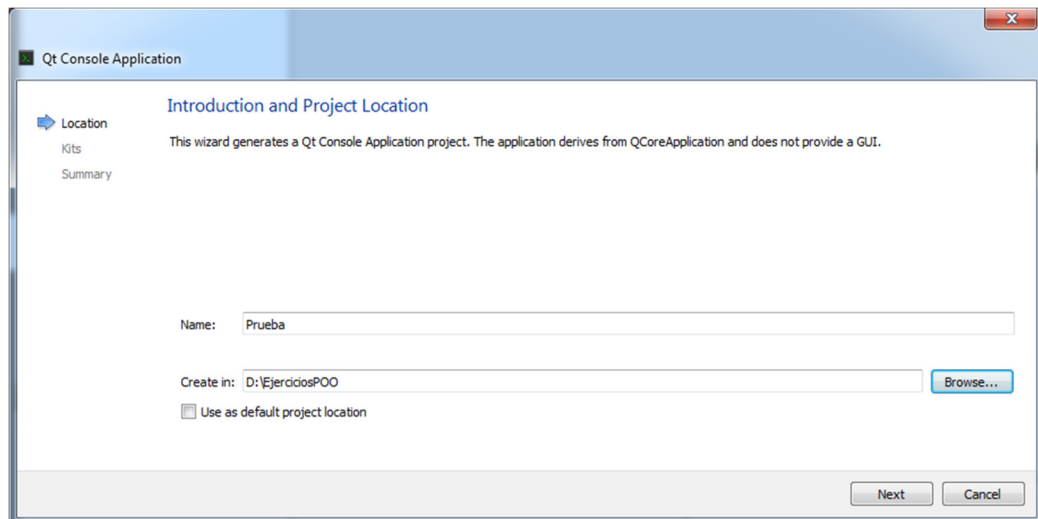 Qt Console Application
Introduction and Project Location
Location
This wizard generates a Qt Console Application project. The application derives from QCoreApplication and does not provide a GUI.
Kits
Summary
Name: Prueba
Create in: D:\EjerciciosPOO Browse...
Use as default project location
Next Cancel